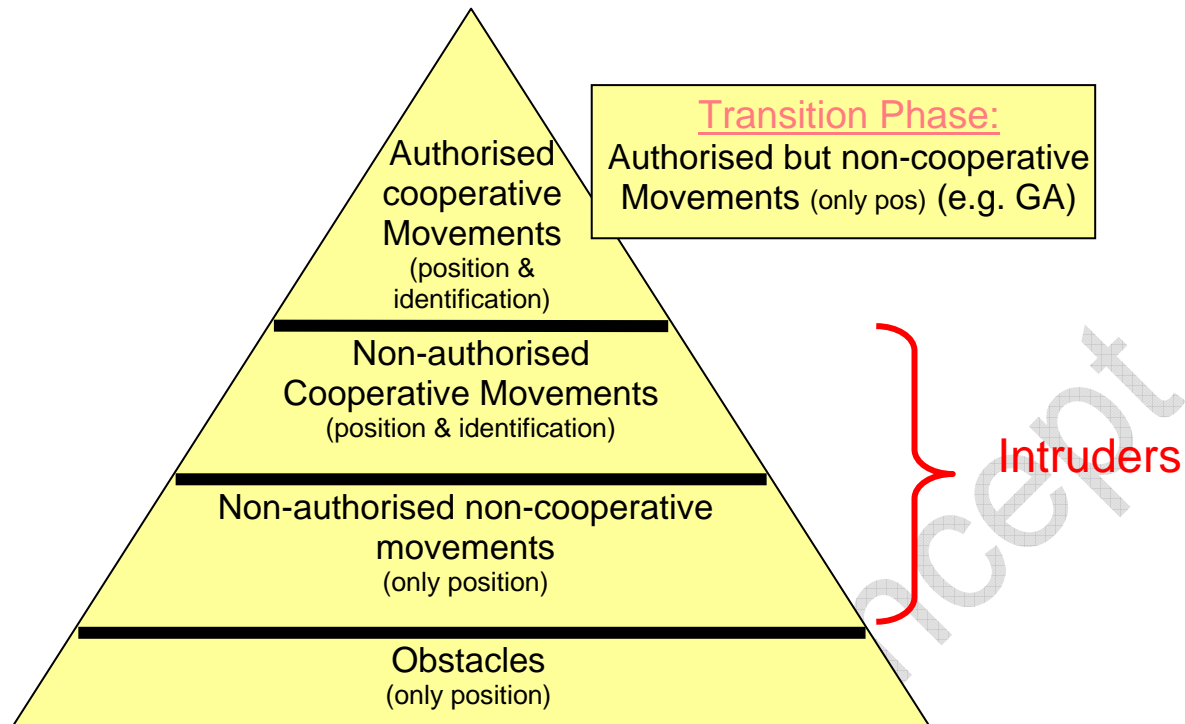 Authorised
cooperative
Movements
(position &
identification)
Transition Phase:
Authorised but non-cooperative
Movements (only pos) (e.g. GA)
Non-authorised
Cooperative Movements
(position & identification)
Non-authorised non-cooperative
movements
(only position)
Intruders
Obstacles
(only position)